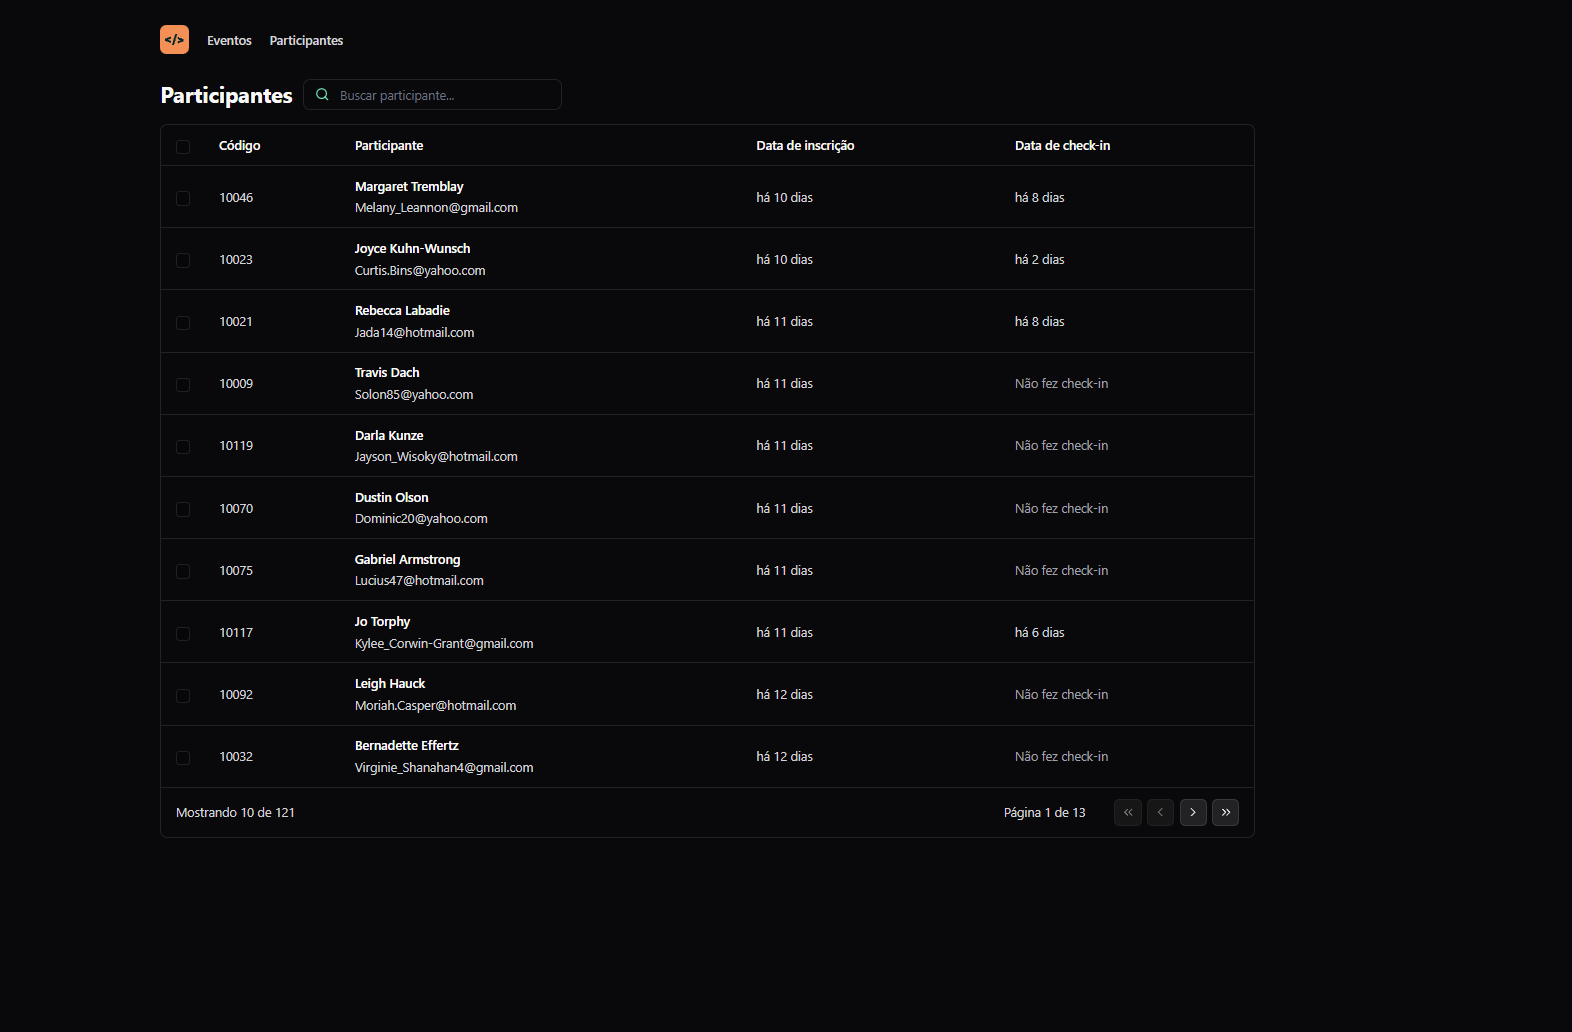 </> Eventos Participantes
Participantes Buscar participante...
Código Participante Data de inscrição Data de check-in
10046 Margaret Tremblay há 10 dias há 8 dias
Melany_Leannon@gmail.com
10023 Joyce Kuhn-Wunsch há 10 dias há 2 dias
Curtis.Bins@yahoo.com
10021 Rebecca Labadie há 11 dias há 8 dias
Jada14@hotmail.com
10009 Travis Dach há 11 dias Não fez check-in
Solon85@yahoo.com
10119 Darla Kunze há 11 dias Não fez check-in
Jayson_Wisoky@hotmail.com
10070 Dustin Olson há 11 dias Não fez check-in
Dominic20@yahoo.com
10075 Gabriel Armstrong há 11 dias Não fez check-in
Lucius47@hotmail.com
10117 Jo Torphy há 11 dias há 6 dias
Kylee_Corwin-Grant@gmail.com
10092 Leigh Hauck há 12 dias Não fez check-in
Moriah.Casper@hotmail.com
10032 Bernadette Effertz há 12 dias Não fez check-in
Virginie_Shanahan4@gmail.com
Mostrando 10 de 121 Página 1 de 13